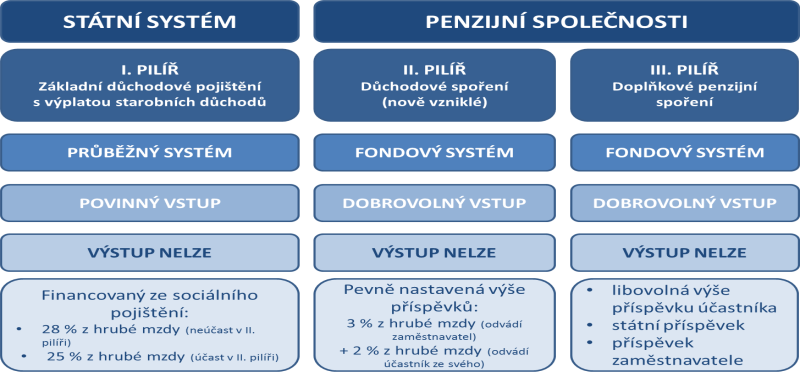 STÁTNÍ SYSTÉM
PENZIJNÍ SPOLEČNOSTI
I. PILÍŘ
Základní důchodové pojištění
s výplatou starobních důchodů
II. PILÍŘ
Důchodové spoření
(nově vzniklé)
III. PILÍŘ
Doplňkové penzijní
spoření
PRŮBĚŽNÝ SYSTÉM
FONDOVÝ SYSTÉM
FONDOVÝ SYSTÉM
POVINNÝ VSTUP
DOBROVOLNÝ VSTUP
DOBROVOLNÝ VSTUP
VÝSTUP NELZE
VÝSTUP NELZE
VÝSTUP NELZE
Financovaný ze sociálního
pojištění:
• 28 % z hrubé mzdy (neúčast v II.
pilíři)
• 25 % z hrubé mzdy (účast v II. pilíři)
Pevně nastavená výše
příspěvků:
3 % z hrubé mzdy (odvádí
zaměstnavatel)
+ 2 % z hrubé mzdy (odvádí
účastník ze svého)
• libovolná výše
příspěvku účastníka
• státní příspěvek
• příspěvek
zaměstnavatele